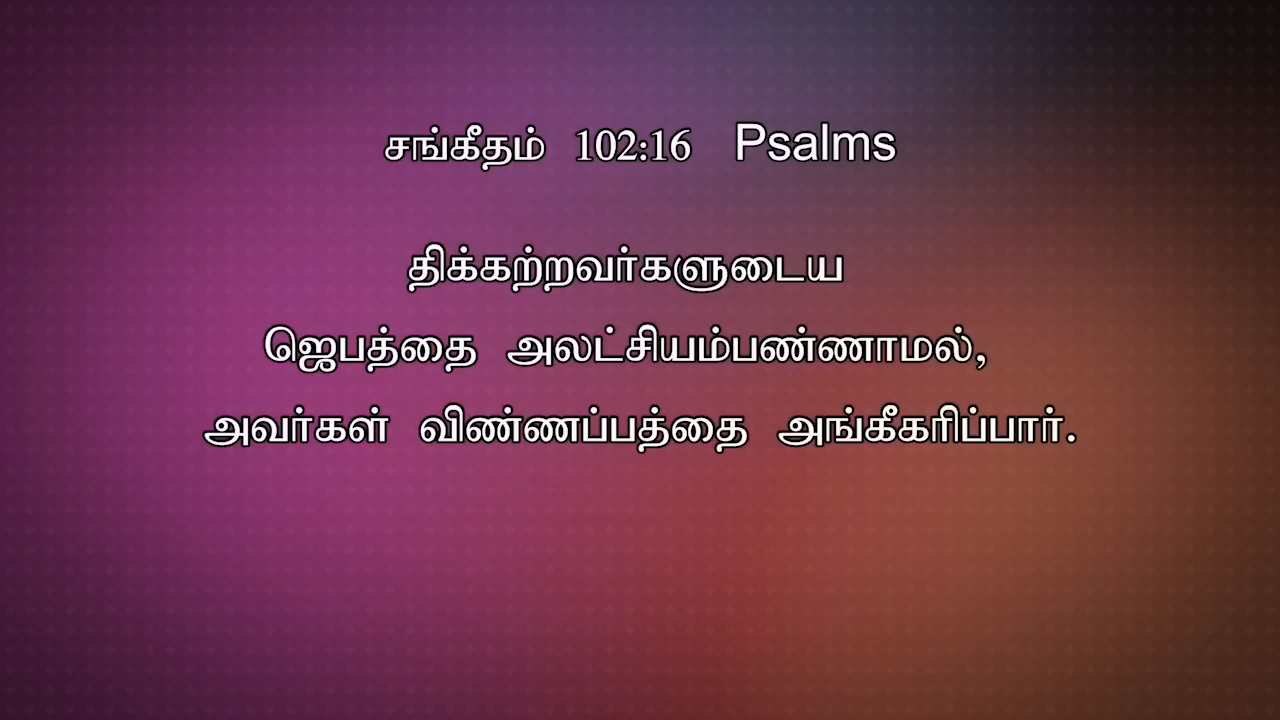 சங்கீதம் 102:16 Psalms
திக்கற்றவர்களுடைய
ஜெபத்தை அலட்சியம்பண்ணாமல்,
அவர்கள் விண்ணப்பத்தை அங்கீகரிப்பார்.